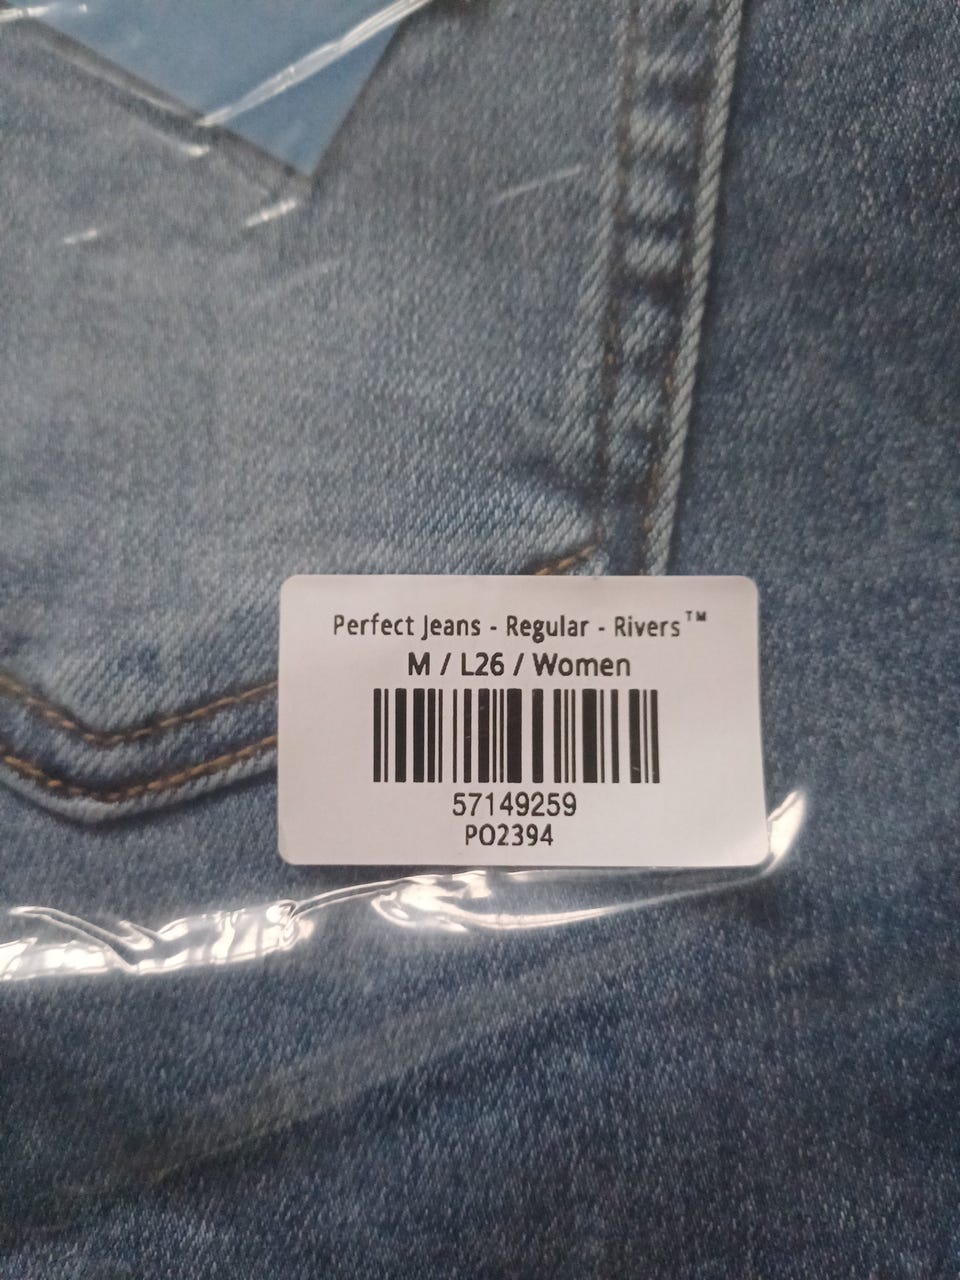 Perfect Jeans - Regular - Rivers™
M / L26 / Women
57149259
PO2394